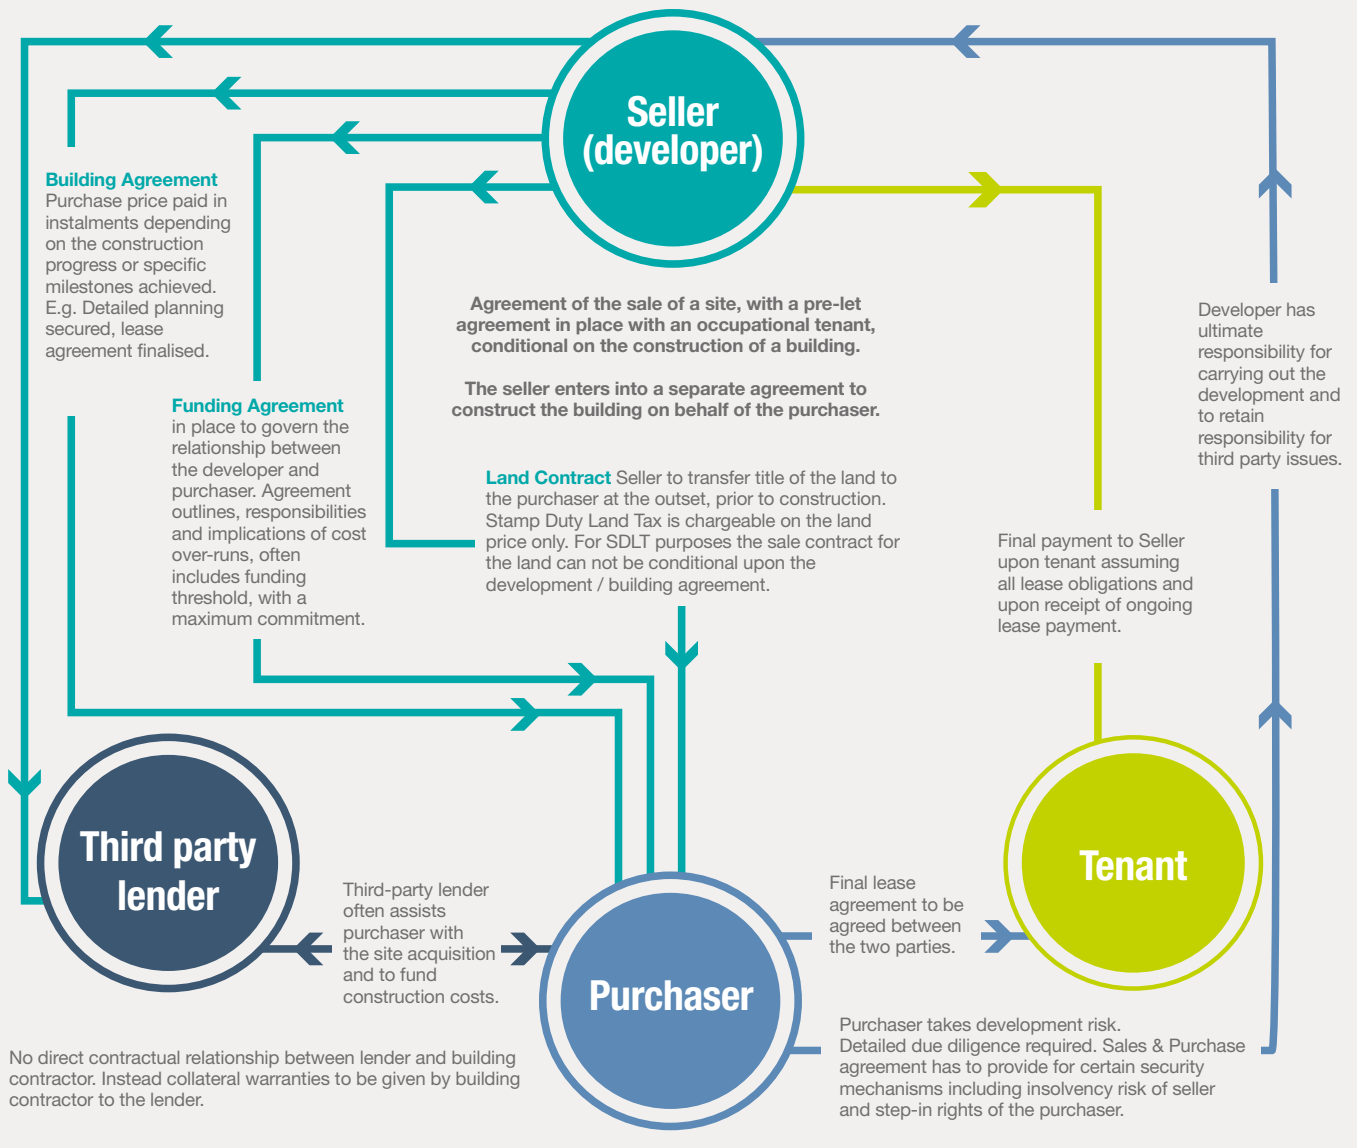 Seller
(developer)
Building Agreement
Purchase price paid in
instalments depending
on the construction
progress or specific
milestones achieved.
E.g. Detailed planning
secured, lease
agreement finalised.
Agreement of the sale of a site, with a pre-let
agreement in place with an occupational tenant,
conditional on the construction of a building.
The seller enters into a separate agreement to
construct the building on behalf of the purchaser.
Developer has
ultimate
responsibility for
carrying out the
development and
to retain
responsibility for
third party issues.
Funding Agreement
in place to govern the
relationship between
the developer and
purchaser. Agreement
outlines, responsibilities
and implications of cost
over-runs, often
includes funding
threshold, with a
maximum commitment.
Land Contract Seller to transfer title of the land to
the purchaser at the outset, prior to construction.
Stamp Duty Land Tax is chargeable on the land
price only. For SDLT purposes the sale contract for
the land can not be conditional upon the
development / building agreement.
Final payment to Seller
upon tenant assuming
all lease obligations and
upon receipt of ongoing
lease payment.
Third party
lender
Third-party lender
often assists
purchaser with
the site acquisition
and to fund
construction costs.
Purchaser
Final lease
agreement to be
agreed between
the two parties.
Tenant
No direct contractual relationship between lender and building
contractor. Instead collateral warranties to be given by building
contractor to the lender.
Purchaser takes development risk.
Detailed due diligence required. Sales & Purchase
agreement has to provide for certain security
mechanisms including insolvency risk of seller
and step-in rights of the purchaser.